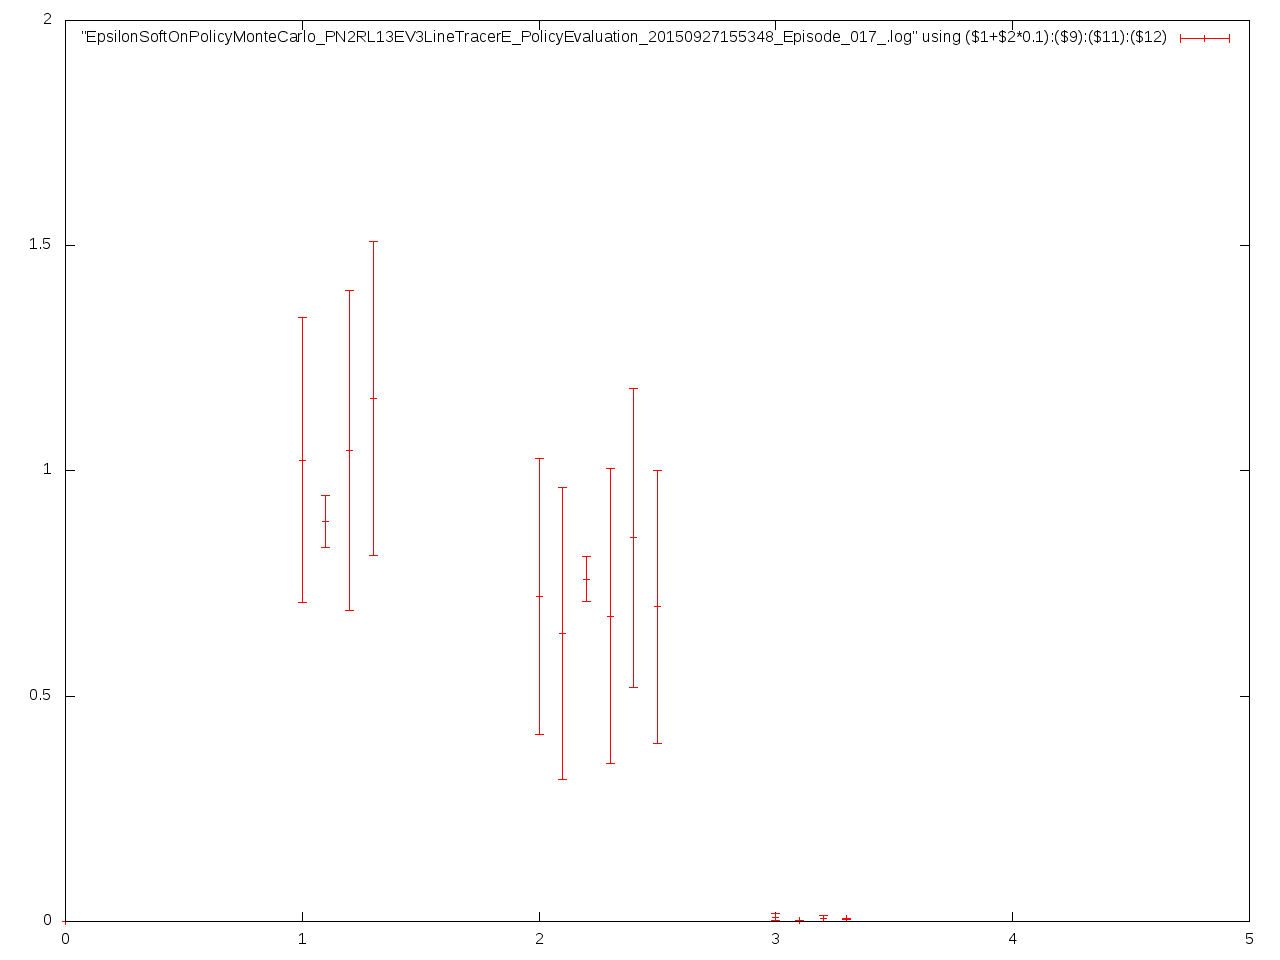 2
"EpsilonSoftOnPolicyMonteCarlo_PN2RL13EV3LineTracerE_PolicyEvaluation_20150927155348_Episode_017_.log" using ($1+$2*0.1):($9):($11):($12)
1.5
1
0.5
0
0 1 2 3 4 5